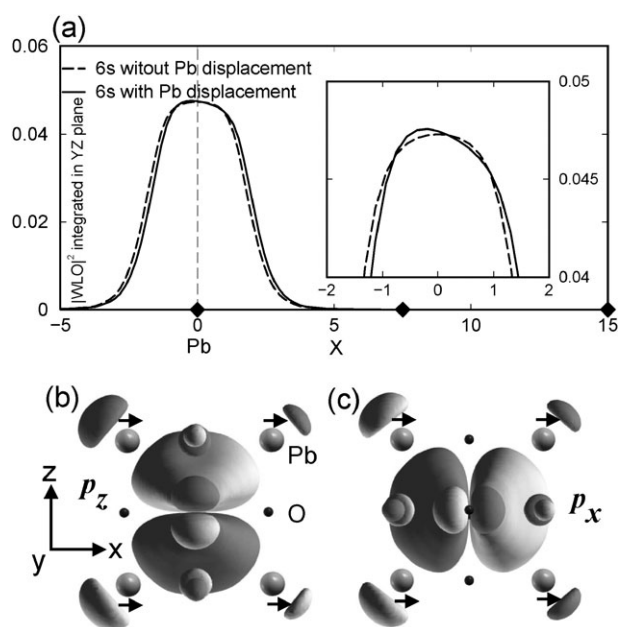 (a)
0.06
0.04
0.02
0
|WLO|² integrated in YZ plane
6s witout Pb displacement
6s with Pb displacement
0.05
0.045
0.04
−2 −1 0 1 2
−5 0 5 10 15
Pb X
(b)
(c)
Pb
z
p_z
O
p_x
y x